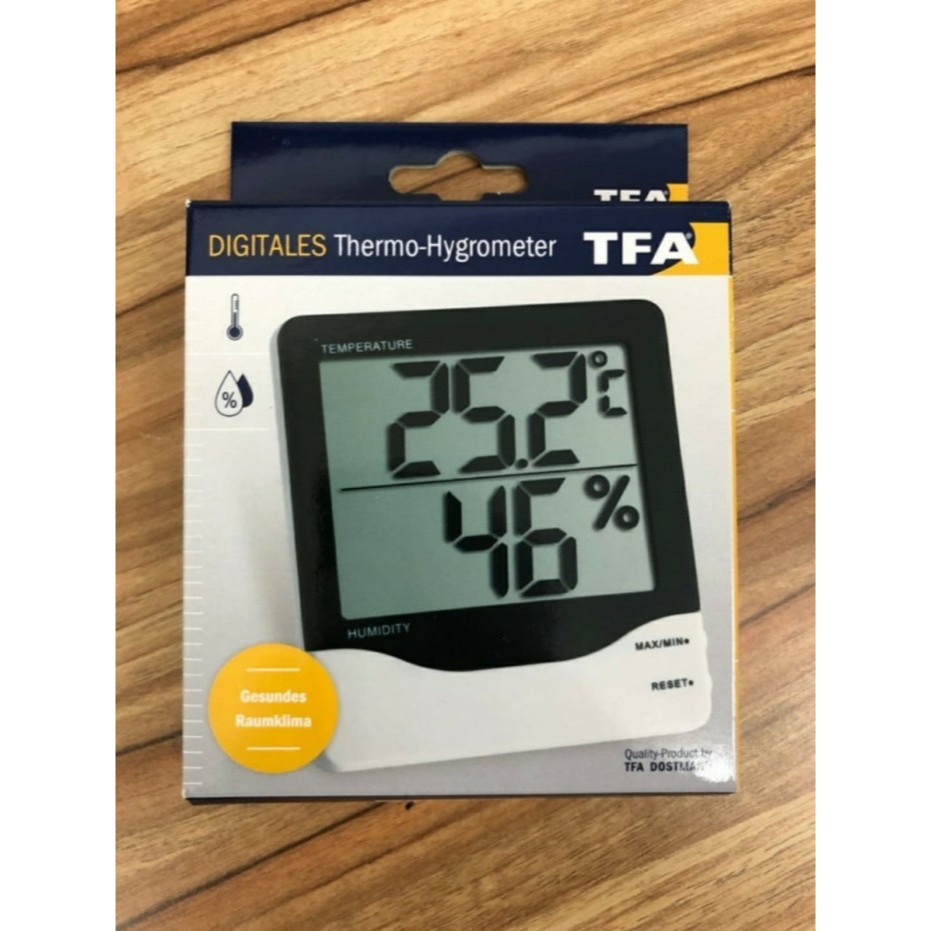 TFA
DIGITALES Thermo-Hygrometer TFA
%
TEMPERATURE
25.2°C
46%
HUMIDITY
MAX/MIN
RESET
Gesundes
Raumklima
Quality-Product by
TFA DOSTMANN